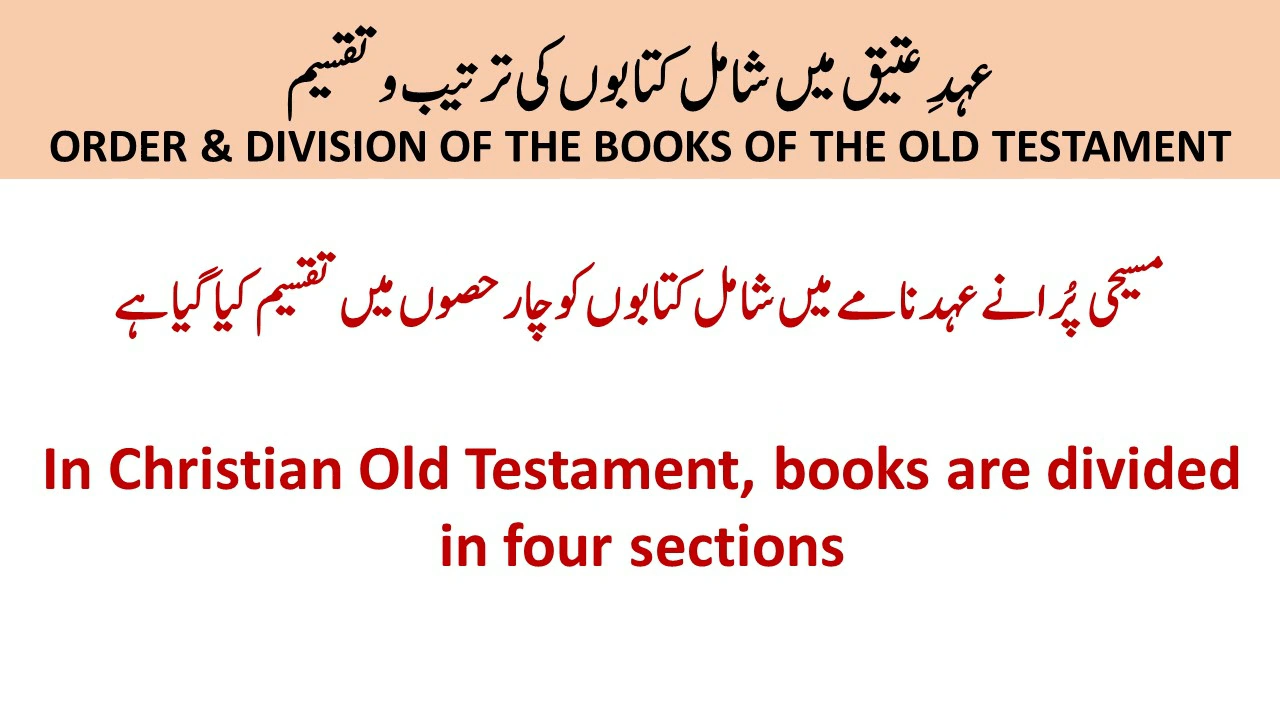 عہدِ عتیق میں شامل کتابوں کی ترتیب و تقسیم
ORDER & DIVISION OF THE BOOKS OF THE OLD TESTAMENT
مسیحی پُرانے عہد نامے میں شامل کتابوں کو چار حصوں میں تقسیم کیا گیا ہے
In Christian Old Testament, books are divided
in four sections